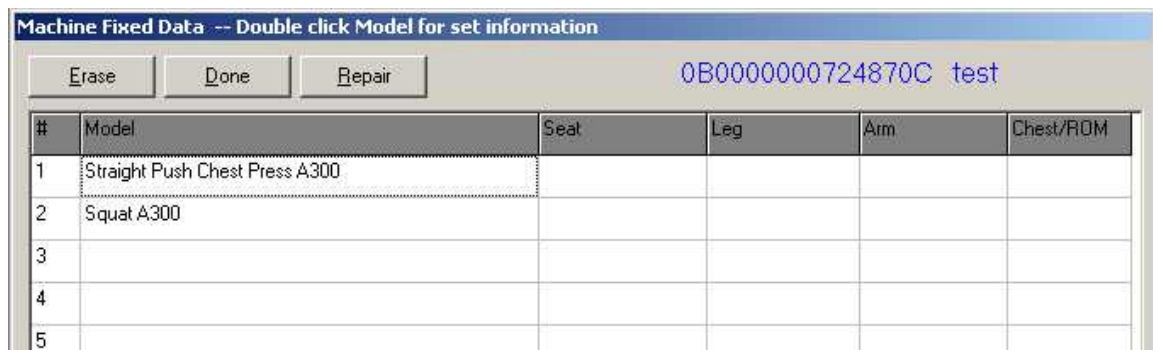 Machine Fixed Data -- Double click Model for set information
Erase Done Repair 0B0000000724870C test
# Model Seat Leg Arm Chest/ROM
1 Straight Push Chest Press A300
2 Squat A300
3
4
5